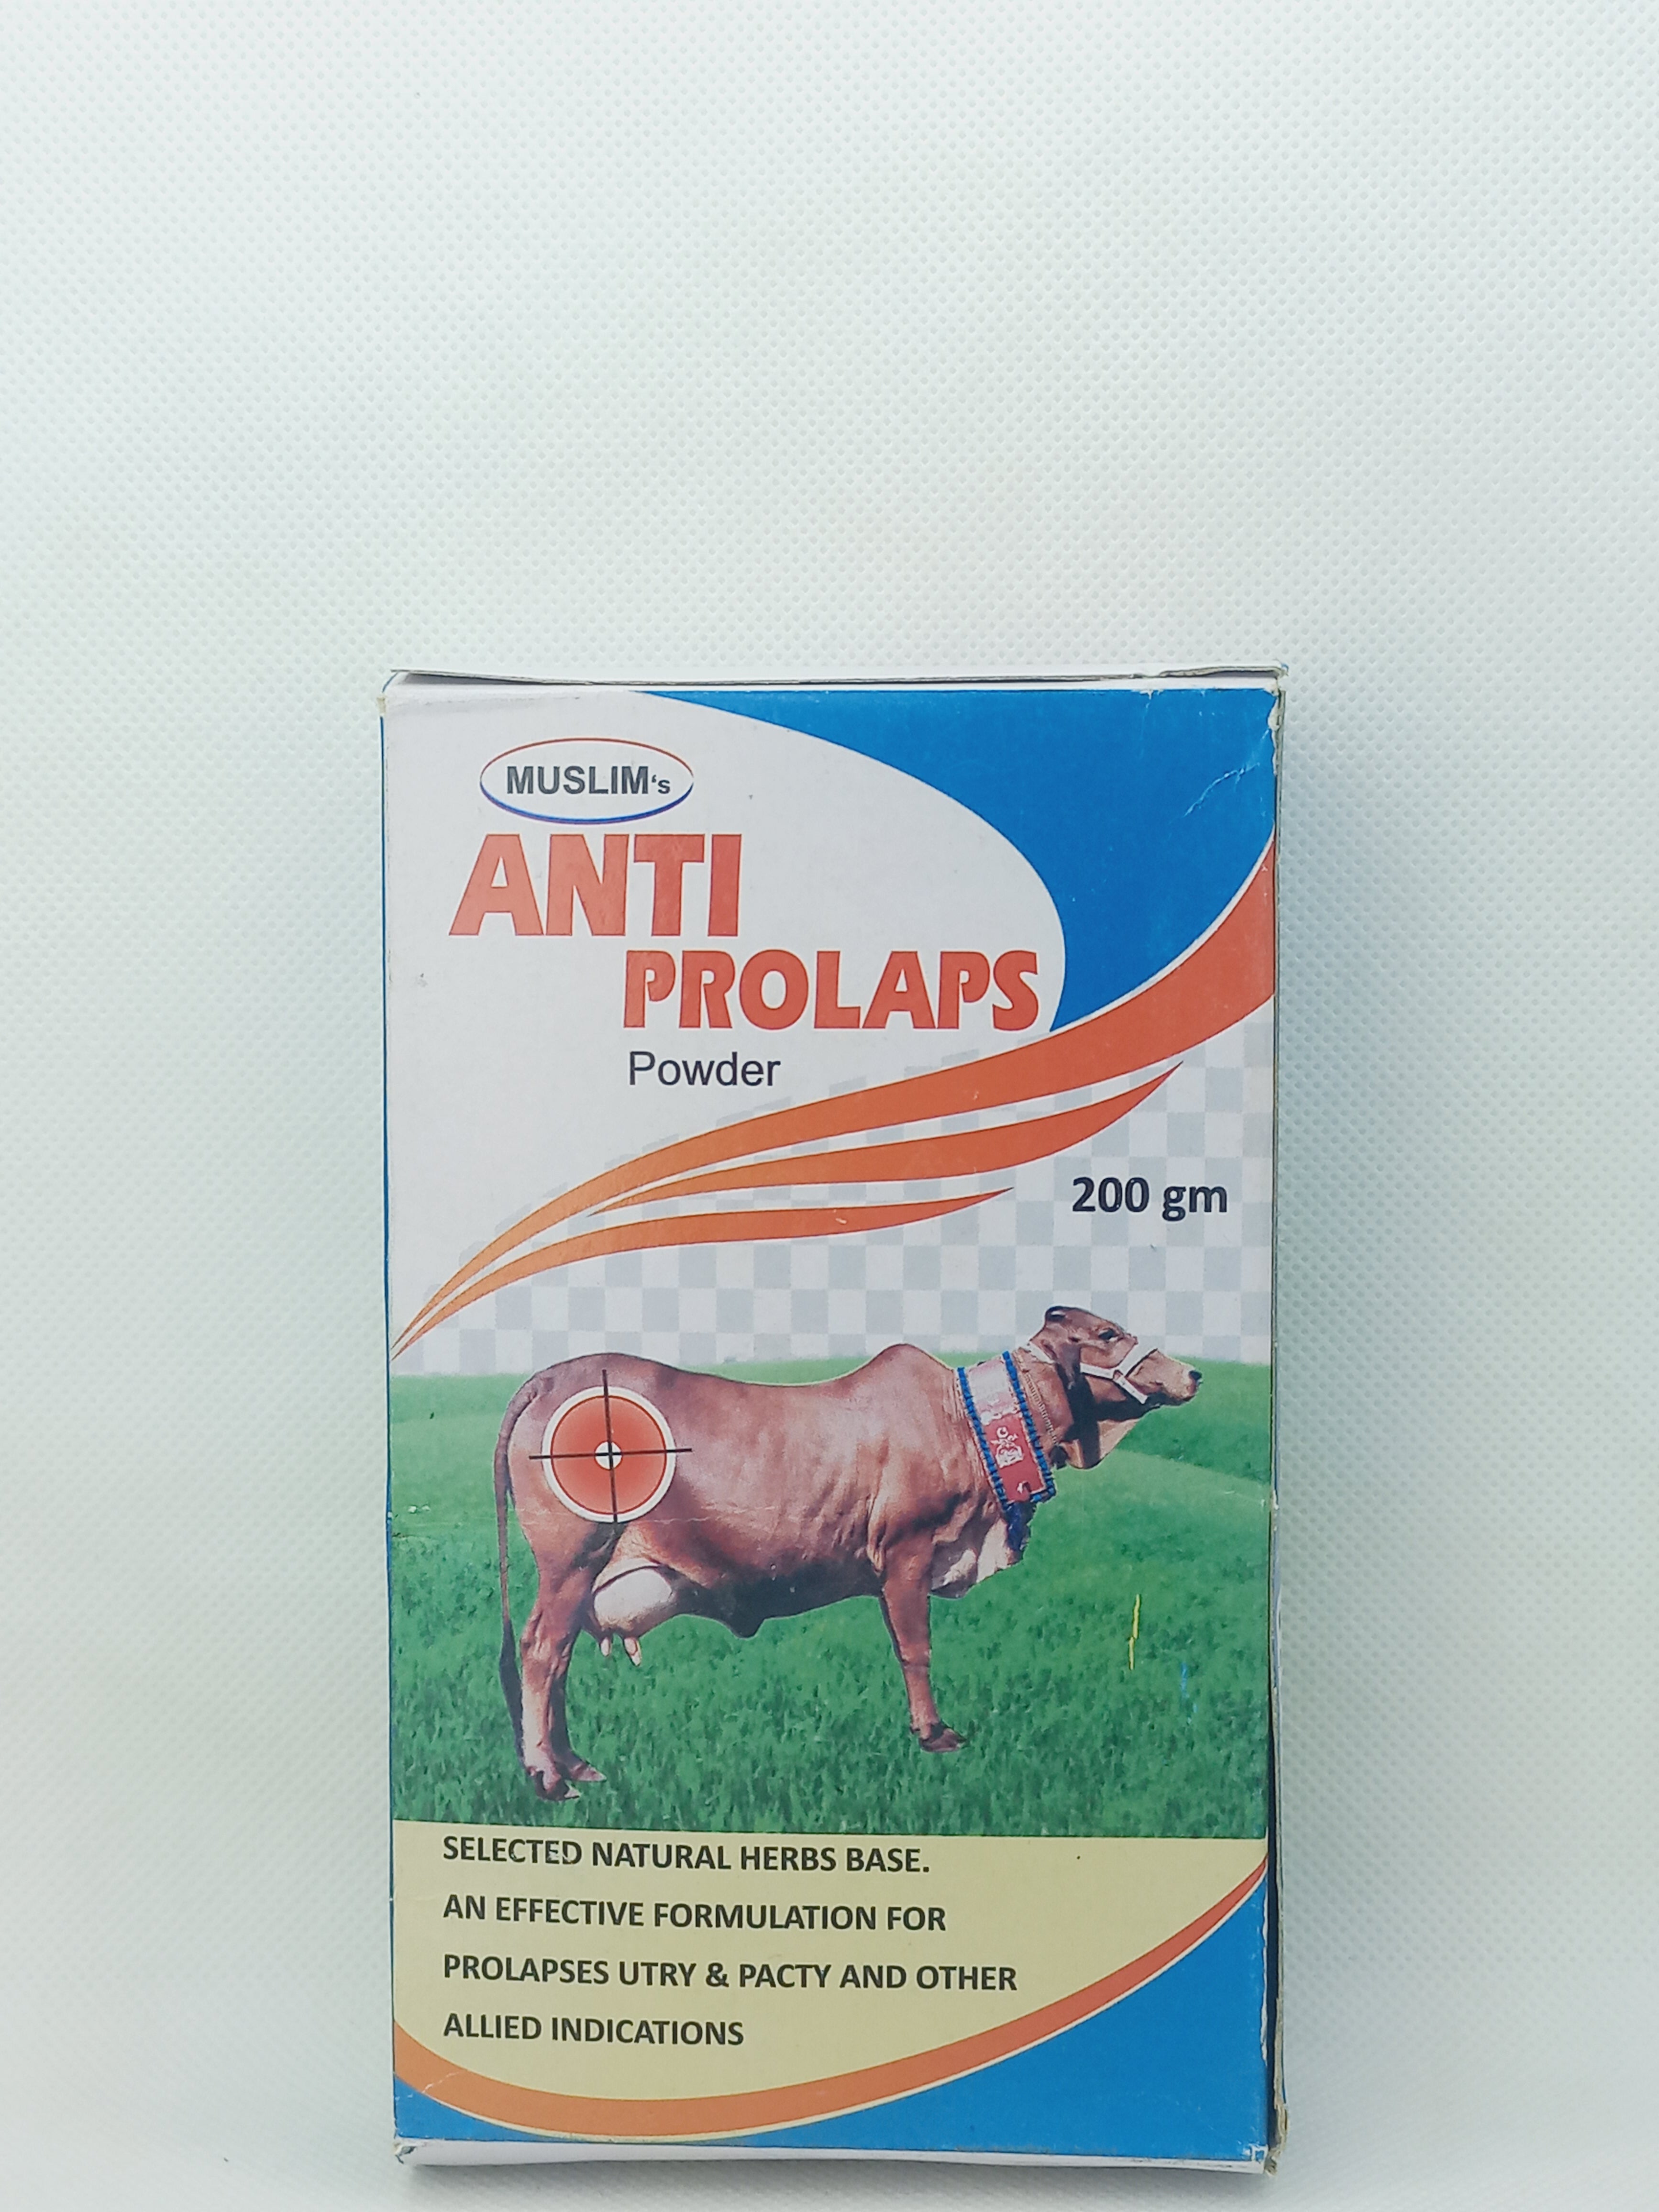 MUSLIM‘s
ANTI
PROLAPS
Powder
200 gm
SELECTED NATURAL HERBS BASE.
AN EFFECTIVE FORMULATION FOR
PROLAPSES UTRY & PACTY AND OTHER
ALLIED INDICATIONS